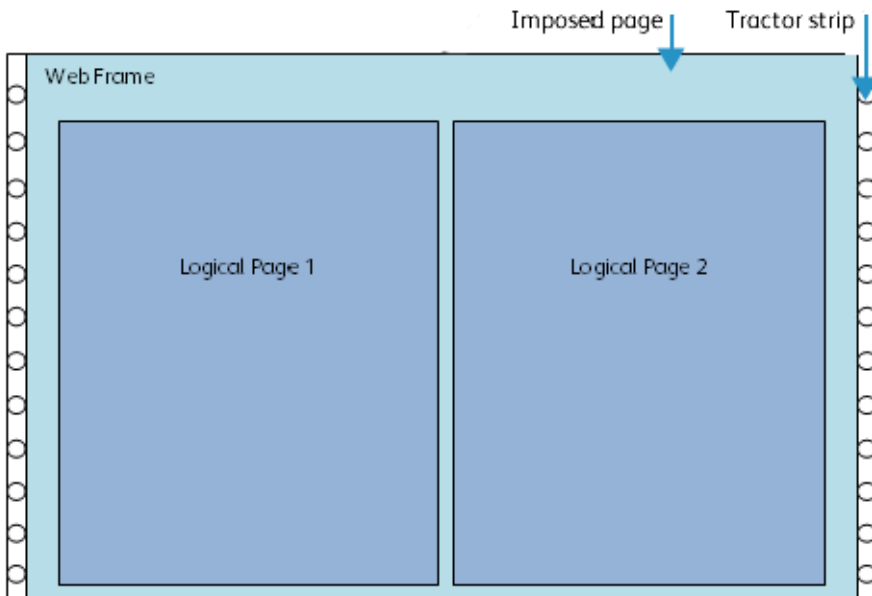 Imposed page
Tractor strip
Web Frame
Logical Page 1
Logical Page 2